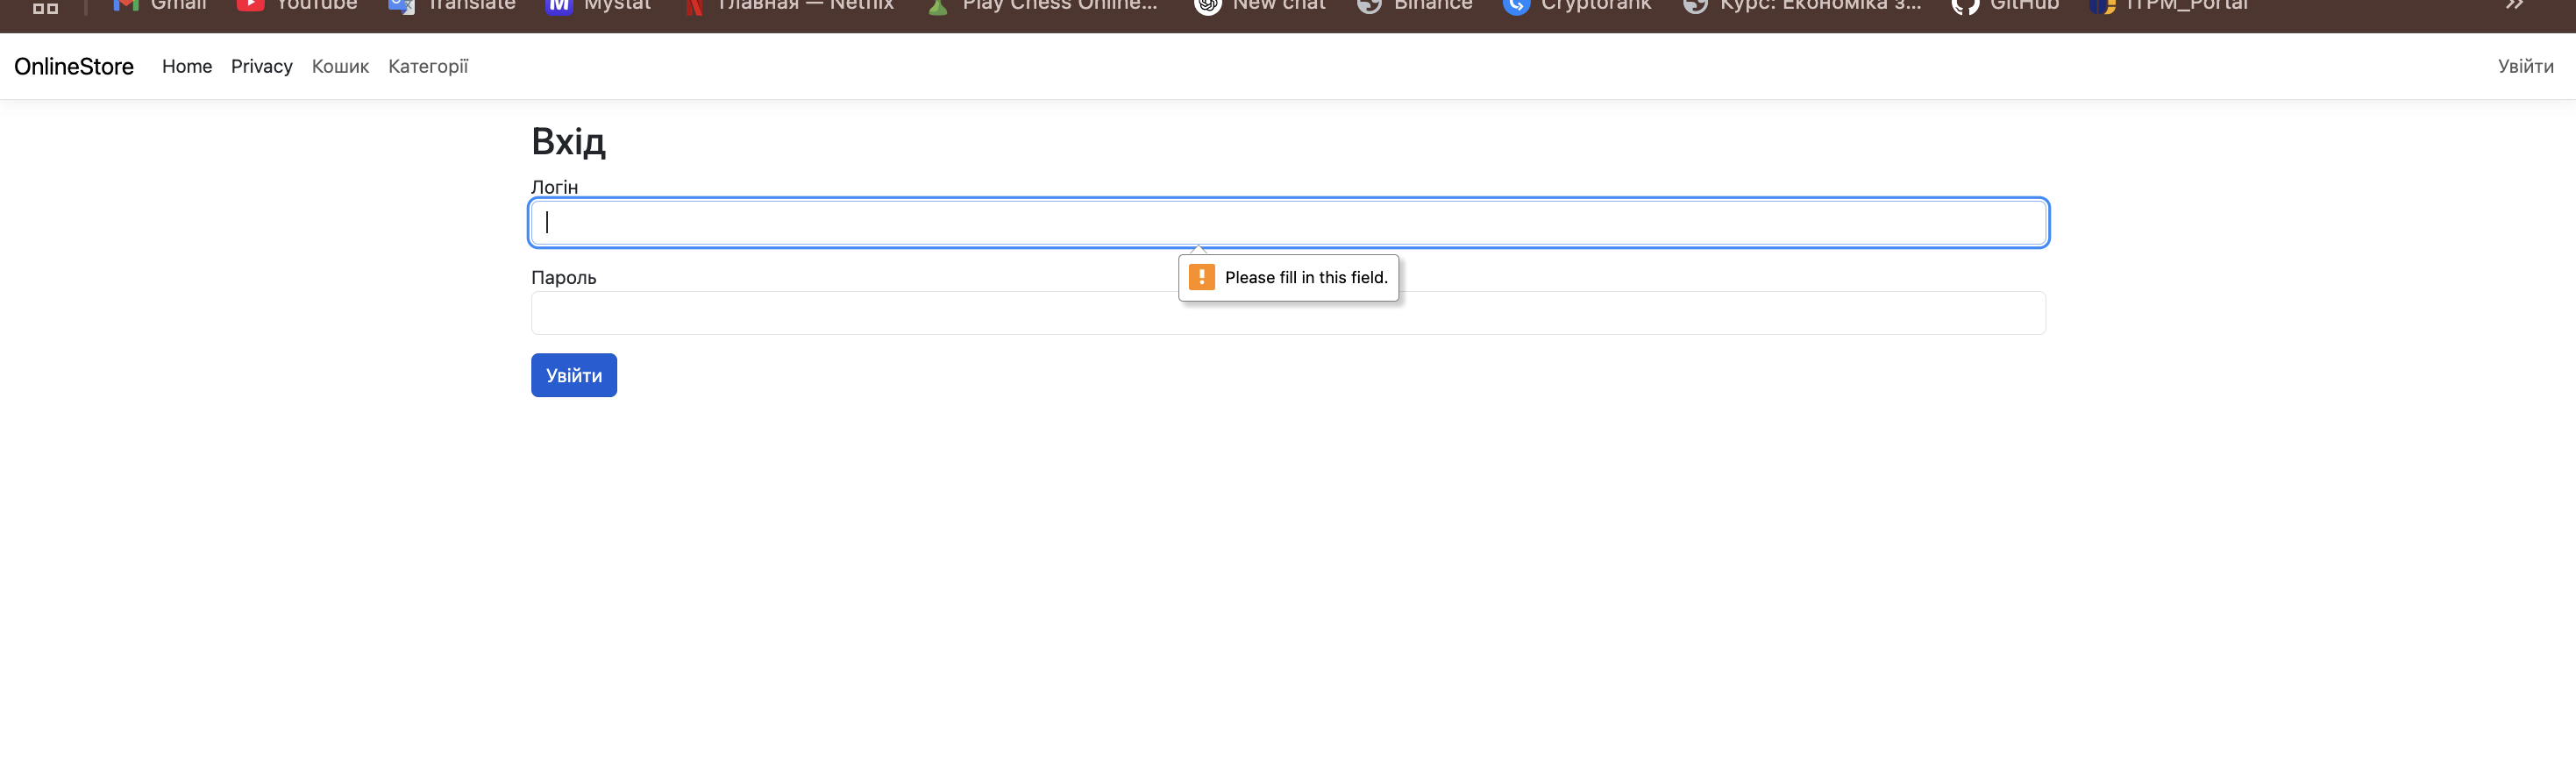 Gmail YouTube Translate Mystat Главная — Netflix Play Chess Online... New chat Binance Cryptorank Курс: Економіка з... GitHub ITPM_Portal
OnlineStore Home Privacy Кошик Категорії Увійти
Вхід
Логін
Please fill in this field.
Пароль
Увійти